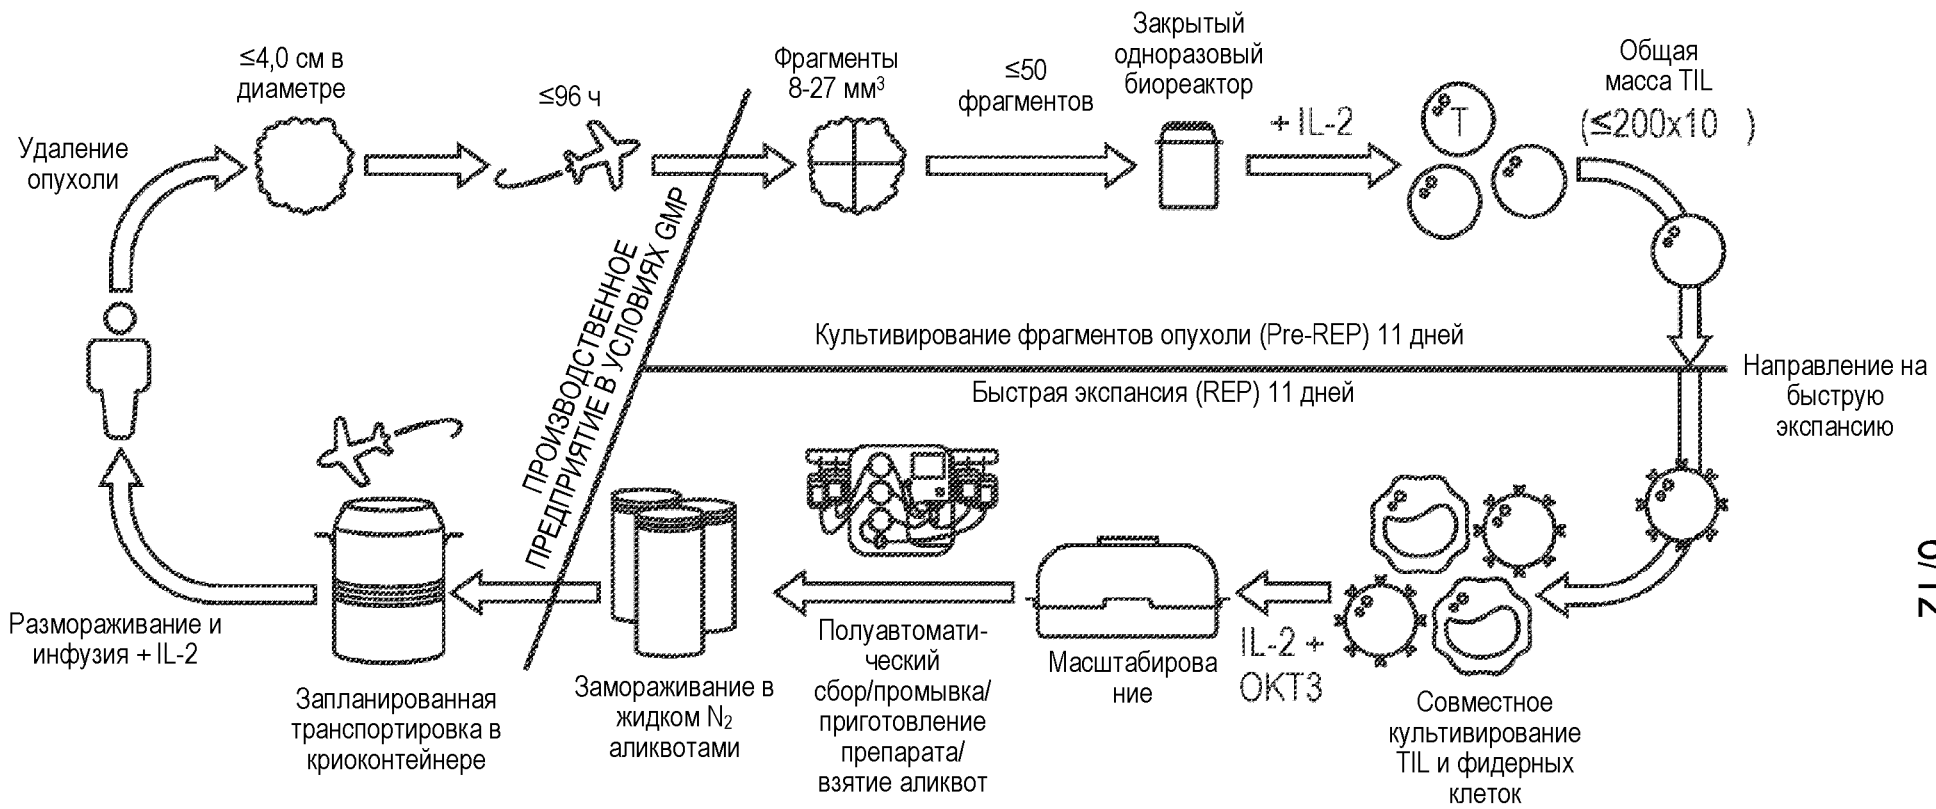 Удаление
опухоли
≤4,0 см в
диаметре
≤96 ч
Фрагменты
8-27 мм³
≤50
фрагментов
Закрытый
одноразовый
биореактор
+ IL-2
T
Общая
масса TIL
(≤200x10 )
ПРОИЗВОДСТВЕННОЕ
ПРЕДПРИЯТИЕ В УСЛОВИЯХ GMP
Культивирование фрагментов опухоли (Pre-REP) 11 дней
Быстрая экспансия (REP) 11 дней
Направление на
быструю
экспансию
Совместное
культивирование
TIL и фидерных
клеток
IL-2 +
OKT3
Масштабирова
ние
Полуавтомати-
ческий
сбор/промывка/
приготовление
препарата/
взятие аликвот
Замораживание в
жидком N₂
аликвотами
Запланированная
транспортировка в
криоконтейнере
Размораживание и
инфузия + IL-2